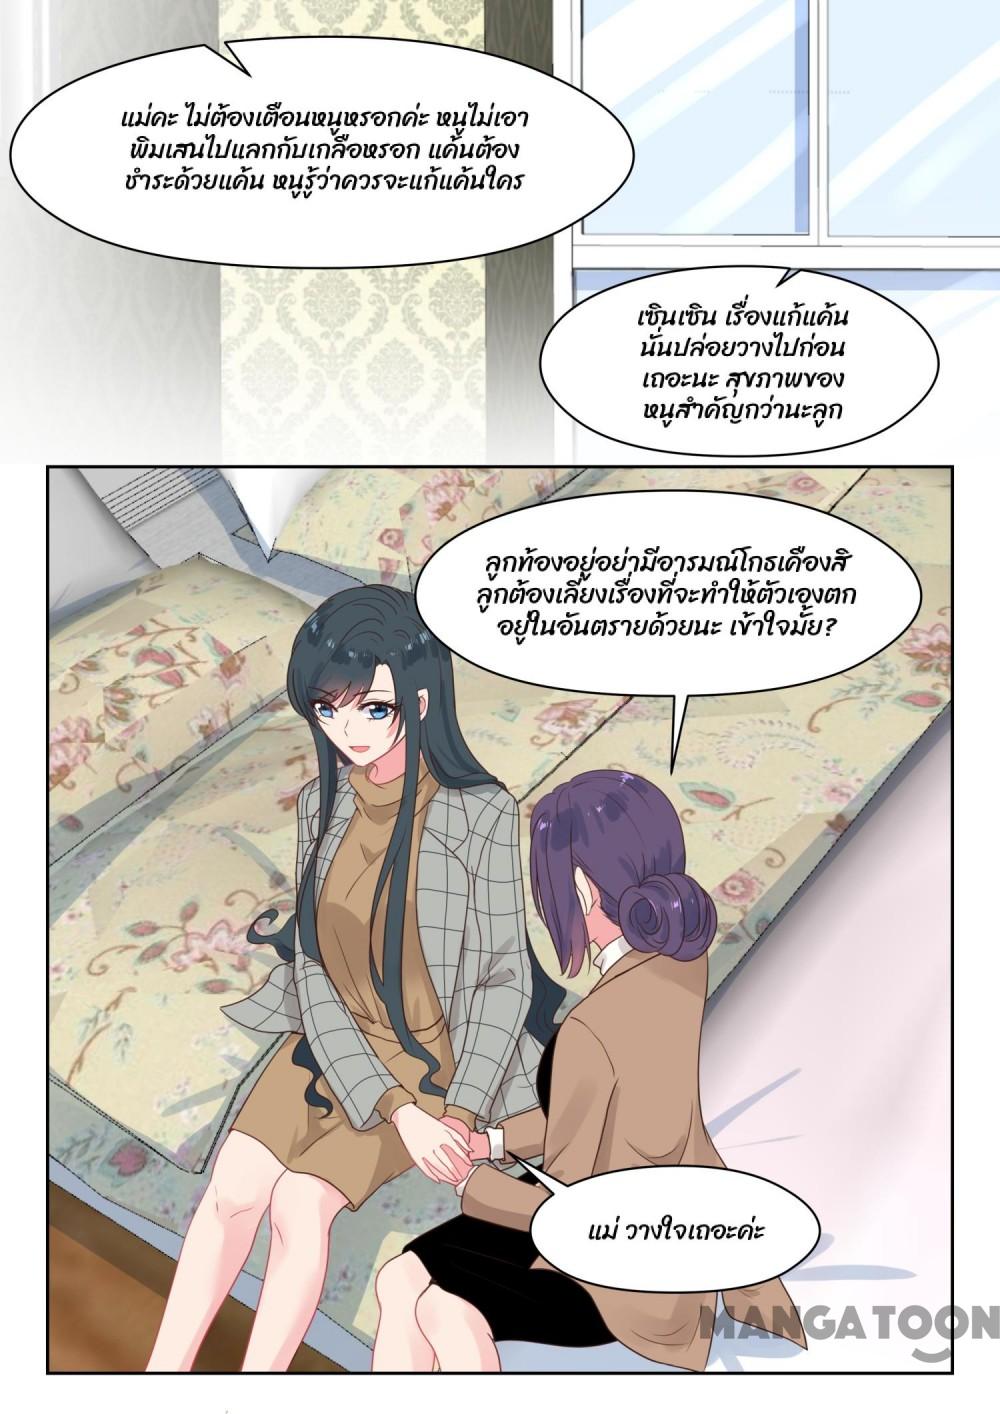 แม่คะ ไม่ต้องเตือนหนูหรอกค่ะ หนูไม่เอา
พิมเสนไปแลกกับเกลือหรอก แค้นต้อง
ชำระด้วยแค้น หนูรู้ว่าควรจะแก้แค้นใคร
เซินเซิน เรื่องแก้แค้น
นั่นปล่อยวางไปก่อน
เถอะนะ สุขภาพของ
หนูสำคัญกว่านะลูก
ลูกท้องอยู่อย่ามีอารมณ์โกรธเคืองสิ
ลูกต้องเลี่ยงเรื่องที่จะทำให้ตัวเองตก
อยู่ในอันตรายด้วยนะ เข้าใจมั้ย?
แม่ วางใจเถอะค่ะ
MANGATOON